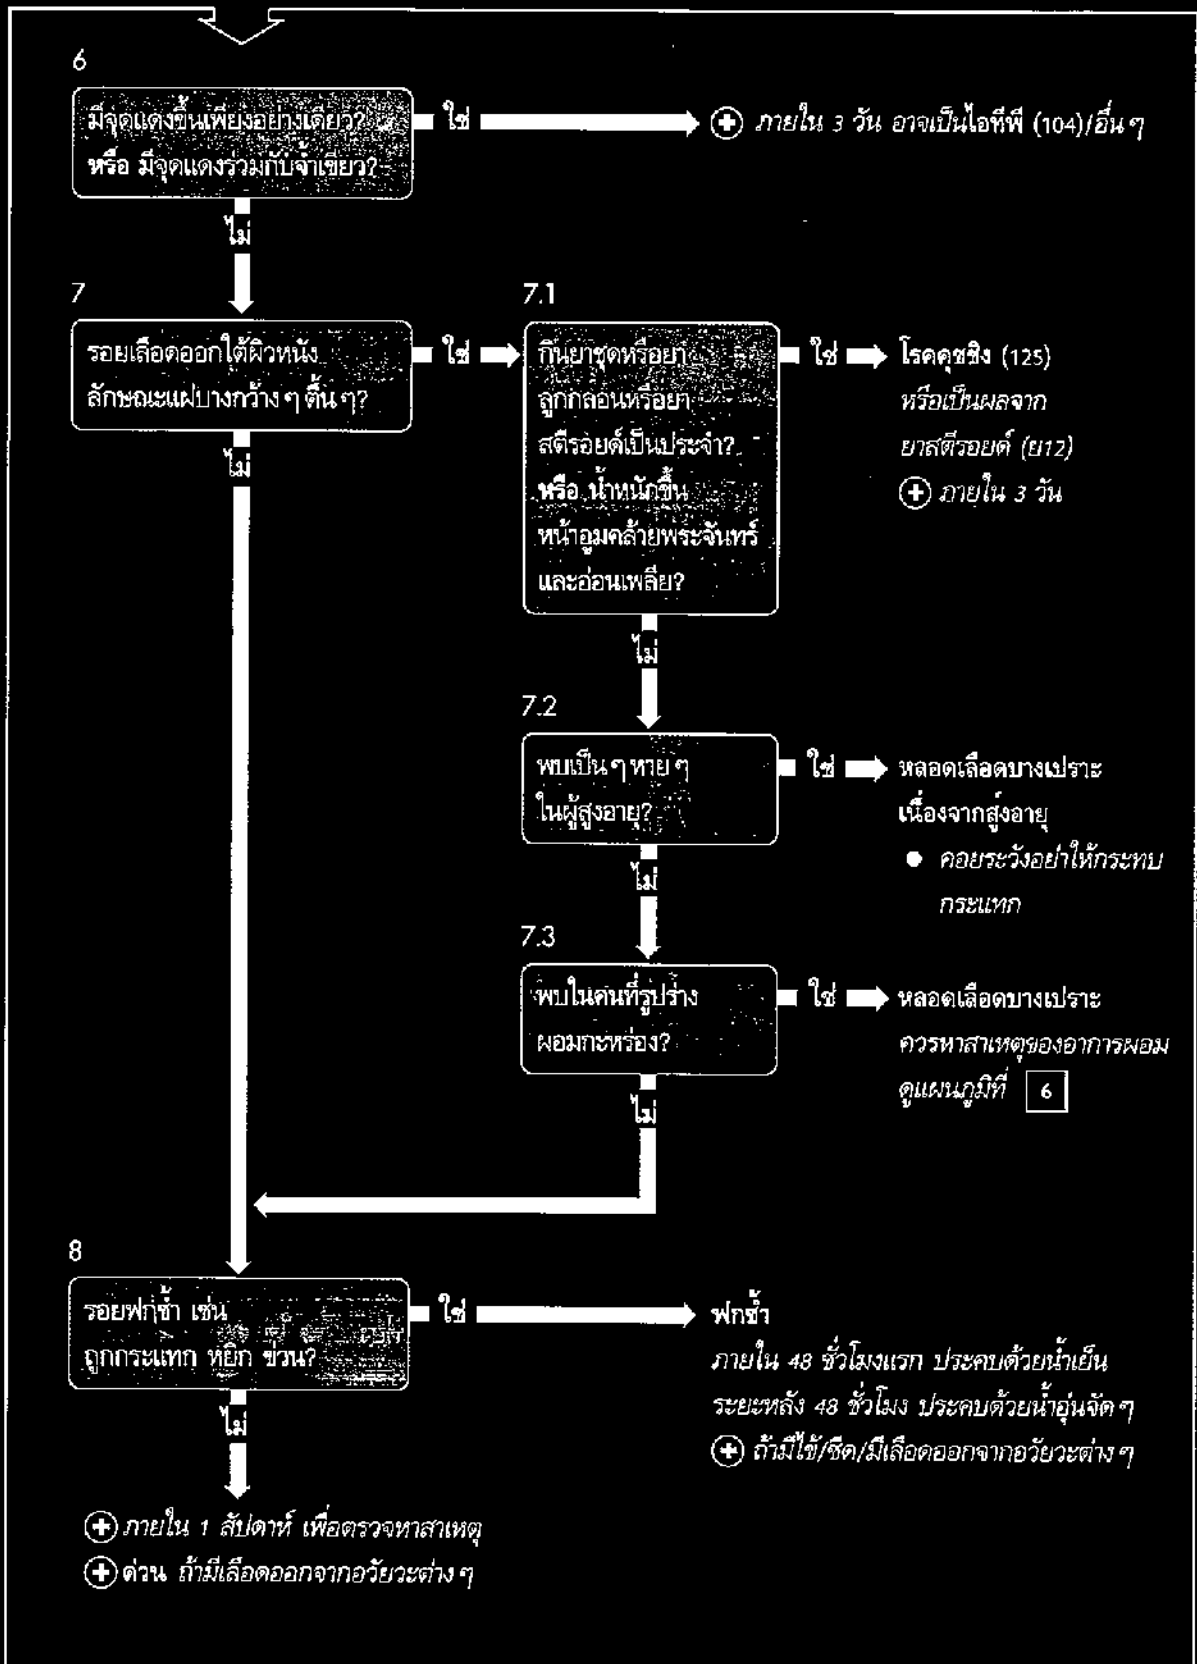 6
มีจุดแดงขึ้นเพียงอย่างเดียว?
หรือ มีจุดแดงร่วมกับจ้ำเขียว?
ใช่
ภายใน 3 วัน อาจเป็นไอทีพี (104)/อื่น ๆ
ไม่
7
รอยเลือดออกใต้ผิวหนัง
ลักษณะแผ่บางกว้าง ๆ ตื้น ๆ?
ใช่
7.1
กินยาชุดหรือยา
ลูกกลอนหรือยา
สตีรอยด์เป็นประจำ?
หรือ น้ำหนักขึ้น
หน้าอูมคล้ายพระจันทร์
และอ่อนเพลีย?
ใช่
โรคคุชชิง (125)
หรือเป็นผลจาก
ยาสตีรอยด์ (ย12)
ภายใน 3 วัน
ไม่
ไม่
7.2
พบเป็น ๆ หาย ๆ
ในผู้สูงอายุ?
ใช่
หลอดเลือดบางเปราะ
เนื่องจากสูงอายุ
● คอยระวังอย่าให้กระทบ
กระแทก
ไม่
7.3
พบในคนที่รูปร่าง
ผอมกะหร่อง?
ใช่
หลอดเลือดบางเปราะ
ควรหาสาเหตุของอาการผอม
ดูแผนภูมิที่ 6
ไม่
8
รอยฟกช้ำ เช่น
ถูกกระแทก หยิก ข่วน?
ใช่
ฟกช้ำ
ภายใน 48 ชั่วโมงแรก ประคบด้วยน้ำเย็น
ระยะหลัง 48 ชั่วโมง ประคบด้วยน้ำอุ่นจัด ๆ
ถ้ามีไข้/ซีด/มีเลือดออกจากอวัยวะต่าง ๆ
ไม่
ภายใน 1 สัปดาห์ เพื่อตรวจหาสาเหตุ
ด่วน ถ้ามีเลือดออกจากอวัยวะต่าง ๆ